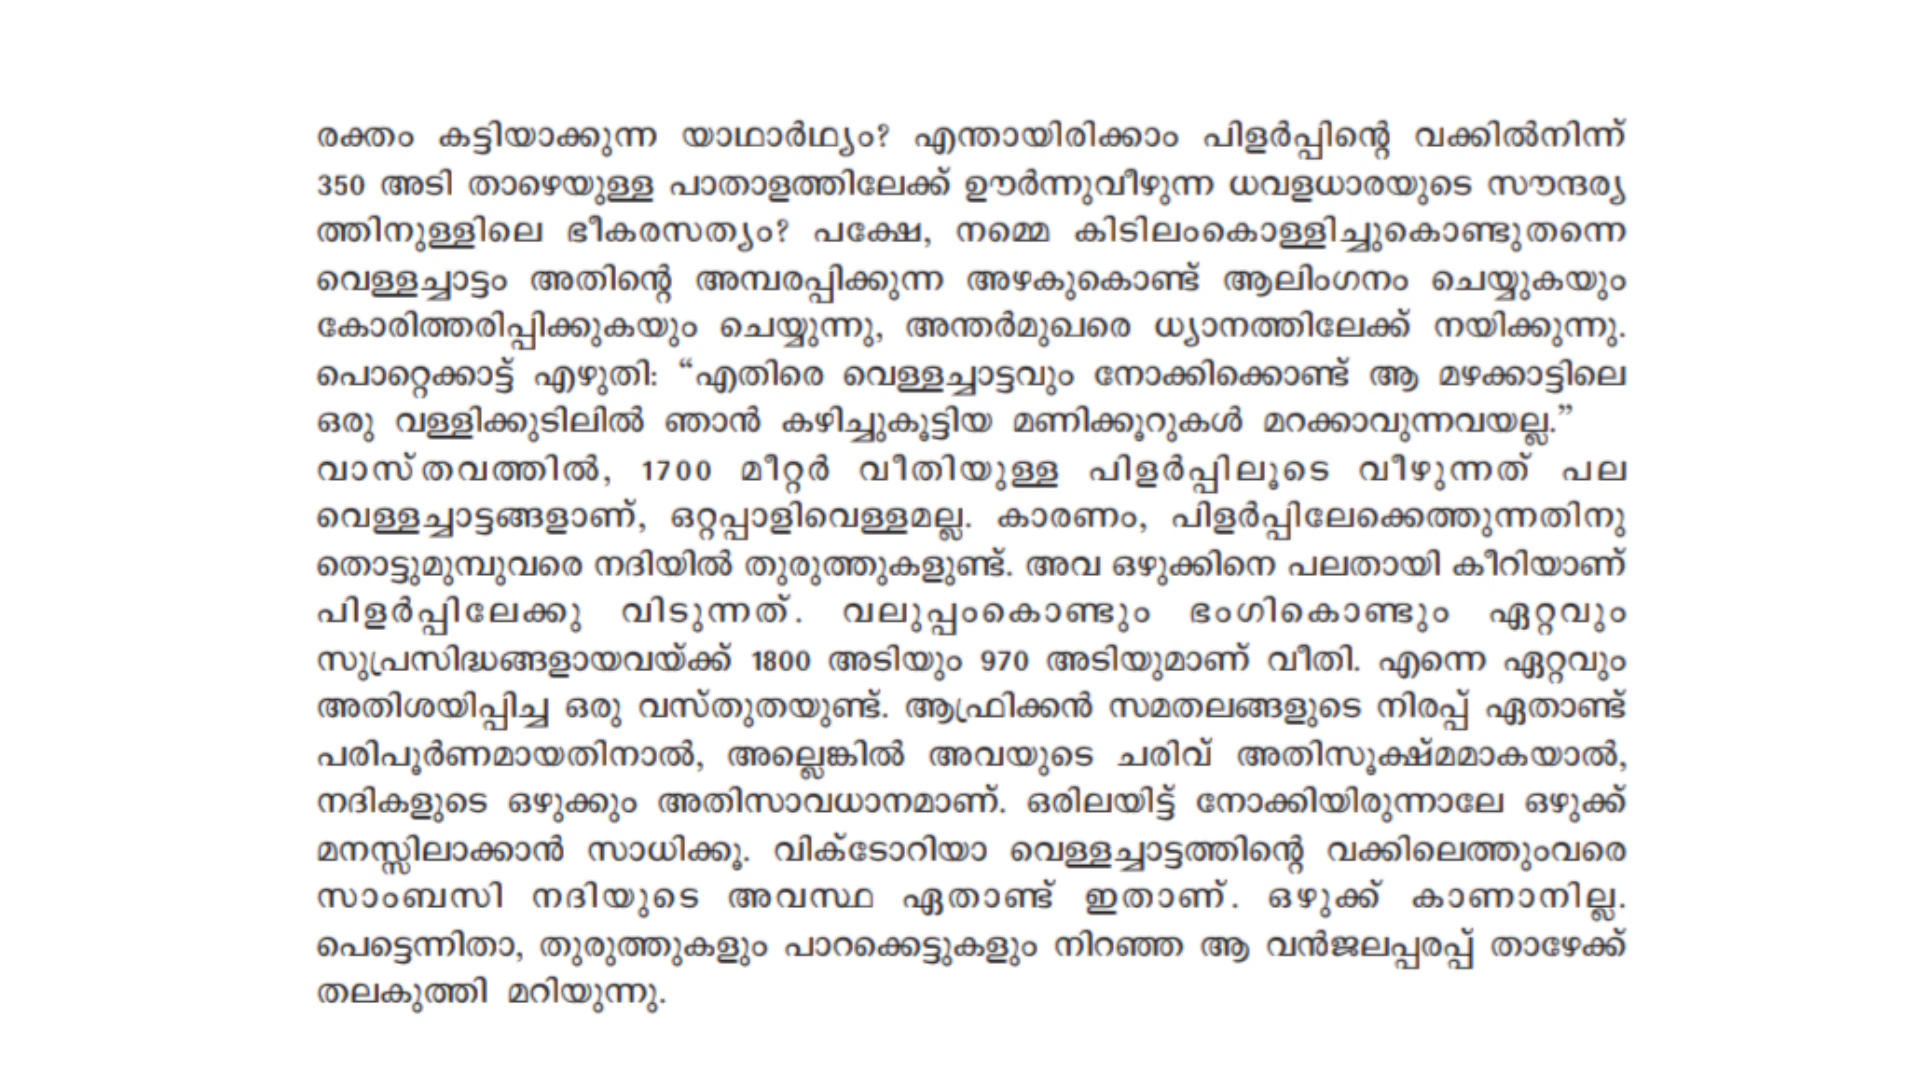 രക്തം കട്ടിയാക്കുന്ന യാഥാർഥ്യം? എന്തായിരിക്കാം പിളർപ്പിന്റെ വക്കിൽനിന്ന്
350 അടി താഴെയുള്ള പാതാളത്തിലേക്ക് ഊർന്നുവീഴുന്ന ധവളധാരയുടെ സൗന്ദര്യ
ത്തിനുള്ളിലെ ഭീകരസത്യം? പക്ഷേ, നമ്മെ കിടിലംകൊള്ളിച്ചുകൊണ്ടുതന്നെ
വെള്ളച്ചാട്ടം അതിന്റെ അമ്പരപ്പിക്കുന്ന അഴകുകൊണ്ട് ആലിംഗനം ചെയ്യുകയും
കോരിത്തരിപ്പിക്കുകയും ചെയ്യുന്നു, അന്തർമുഖരെ ധ്യാനത്തിലേക്ക് നയിക്കുന്നു.
പൊറ്റെക്കാട്ട് എഴുതി: “എതിരെ വെള്ളച്ചാട്ടവും നോക്കിക്കൊണ്ട് ആ മഴക്കാട്ടിലെ
ഒരു വള്ളിക്കുടിലിൽ ഞാൻ കഴിച്ചുകൂട്ടിയ മണിക്കൂറുകൾ മറക്കാവുന്നവയല്ല.”
വാസ്തവത്തിൽ, 1700 മീറ്റർ വീതിയുള്ള പിളർപ്പിലൂടെ വീഴുന്നത് പല
വെള്ളച്ചാട്ടങ്ങളാണ്, ഒറ്റപ്പാളിവെള്ളമല്ല. കാരണം, പിളർപ്പിലേക്കെത്തുന്നതിനു
തൊട്ടുമുമ്പുവരെ നദിയിൽ തുരുത്തുകളുണ്ട്. അവ ഒഴുക്കിനെ പലതായി കീറിയാണ്
പിളർപ്പിലേക്കു വിടുന്നത്. വലുപ്പംകൊണ്ടും ഭംഗികൊണ്ടും ഏറ്റവും
സുപ്രസിദ്ധങ്ങളായവയ്ക്ക് 1800 അടിയും 970 അടിയുമാണ് വീതി. എന്നെ ഏറ്റവും
അതിശയിപ്പിച്ച ഒരു വസ്തുതയുണ്ട്. ആഫ്രിക്കൻ സമതലങ്ങളുടെ നിരപ്പ് ഏതാണ്ട്
പരിപൂർണമായതിനാൽ, അല്ലെങ്കിൽ അവയുടെ ചരിവ് അതിസൂക്ഷ്മമാകയാൽ,
നദികളുടെ ഒഴുക്കും അതിസാവധാനമാണ്. ഒരിലയിട്ട് നോക്കിയിരുന്നാലേ ഒഴുക്ക്
മനസ്സിലാക്കാൻ സാധിക്കൂ. വിക്ടോറിയാ വെള്ളച്ചാട്ടത്തിന്റെ വക്കിലെത്തുംവരെ
സാംബസി നദിയുടെ അവസ്ഥ ഏതാണ്ട് ഇതാണ്. ഒഴുക്ക് കാണാനില്ല.
പെട്ടെന്നിതാ, തുരുത്തുകളും പാറക്കെട്ടുകളും നിറഞ്ഞ ആ വൻജലപ്പരപ്പ് താഴേക്ക്
തലകുത്തി മറിയുന്നു.